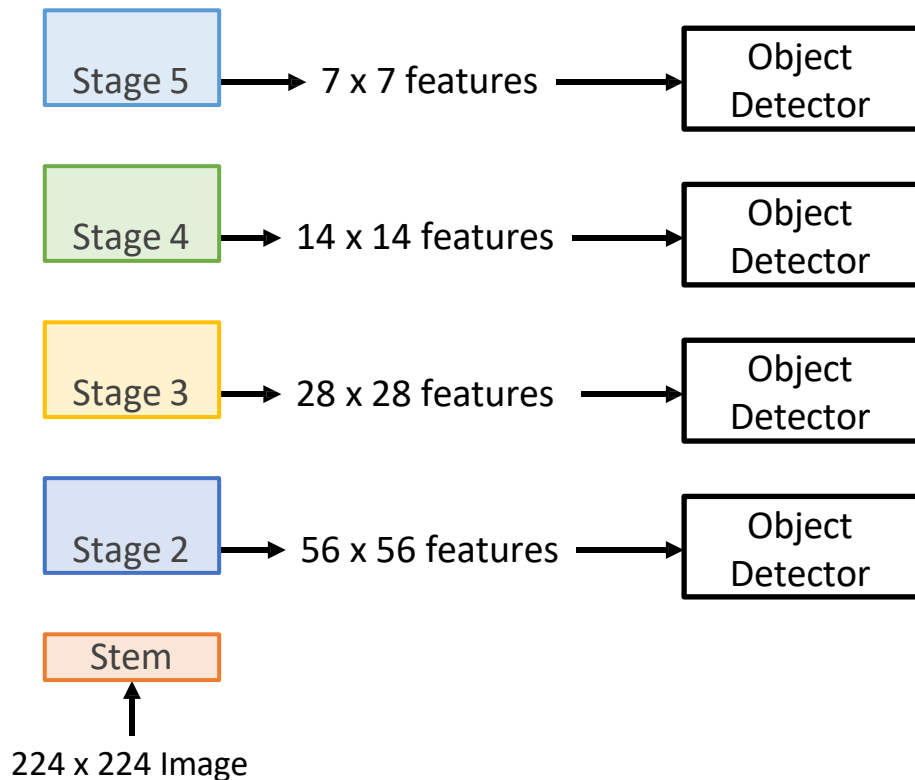 Stage 5
7 x 7 features
Object
Detector
Stage 4
14 x 14 features
Object
Detector
Stage 3
28 x 28 features
Object
Detector
Stage 2
56 x 56 features
Object
Detector
Stem
224 x 224 Image